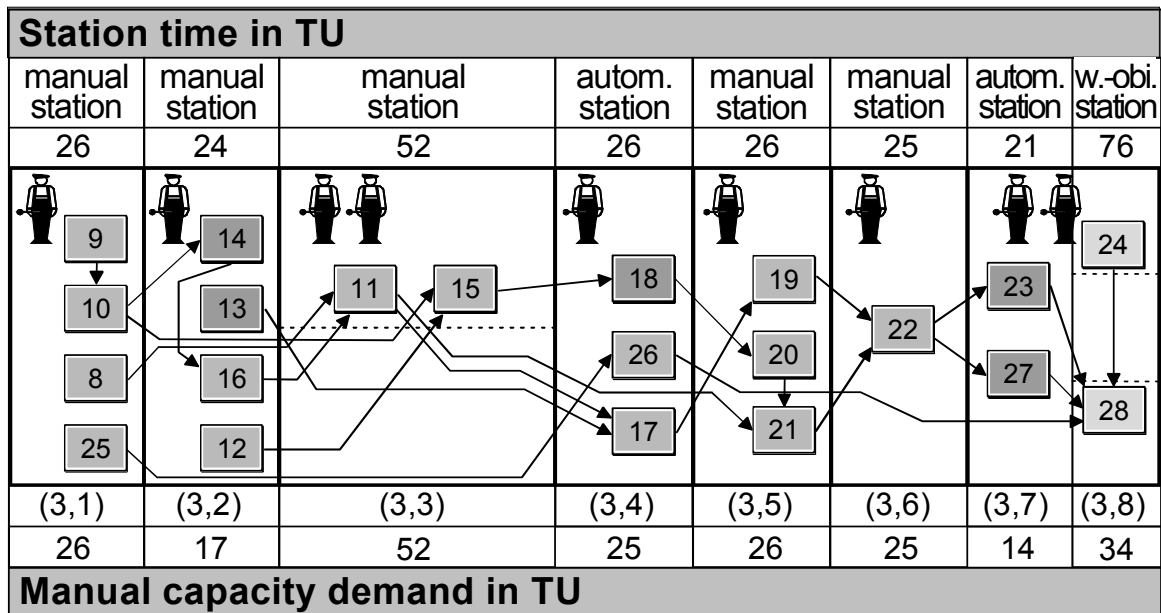 Station time in TU
manual station manual station manual station autom. station manual station manual station autom. station w.-obi. station
26 24 52 26 26 25 21 76
9 14 24
11 15 18 19 23
10 13 22
26 20
8 16 27
28
25 12 17 21
(3,1) (3,2) (3,3) (3,4) (3,5) (3,6) (3,7) (3,8)
26 17 52 25 26 25 14 34
Manual capacity demand in TU